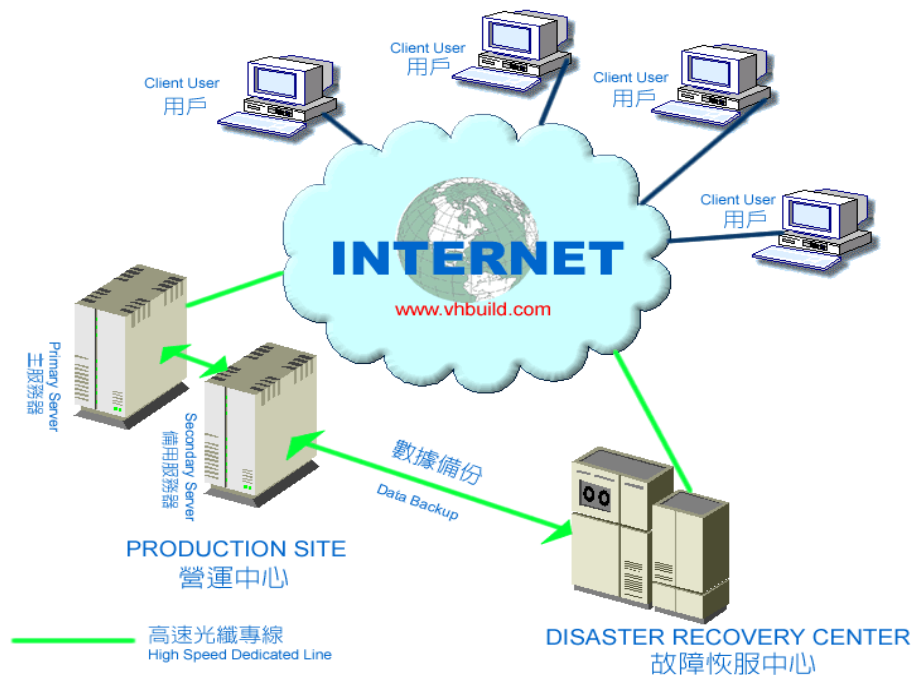 Client User
用戶
Client User
用戶
Client User
用戶
Client User
用戶
INTERNET
www.vhbuild.com
Primary Server
主服務器
Secondary Server
備用服務器
數據備份
Data Backup
PRODUCTION SITE
營運中心
高速光纖專線
High Speed Dedicated Line
DISASTER RECOVERY CENTER
故障恢服中心